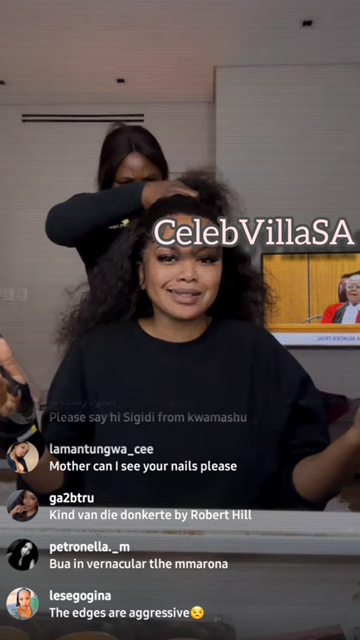 CelebVillaSA
Please say hi Sigidi from kwamashu
lamantungwa_cee
Mother can I see your nails please
ga2btru
Kind van die donkerte by Robert Hill
petronella._m
Bua in vernacular tlhe mmarona
lesegogina
The edges are aggressive😒